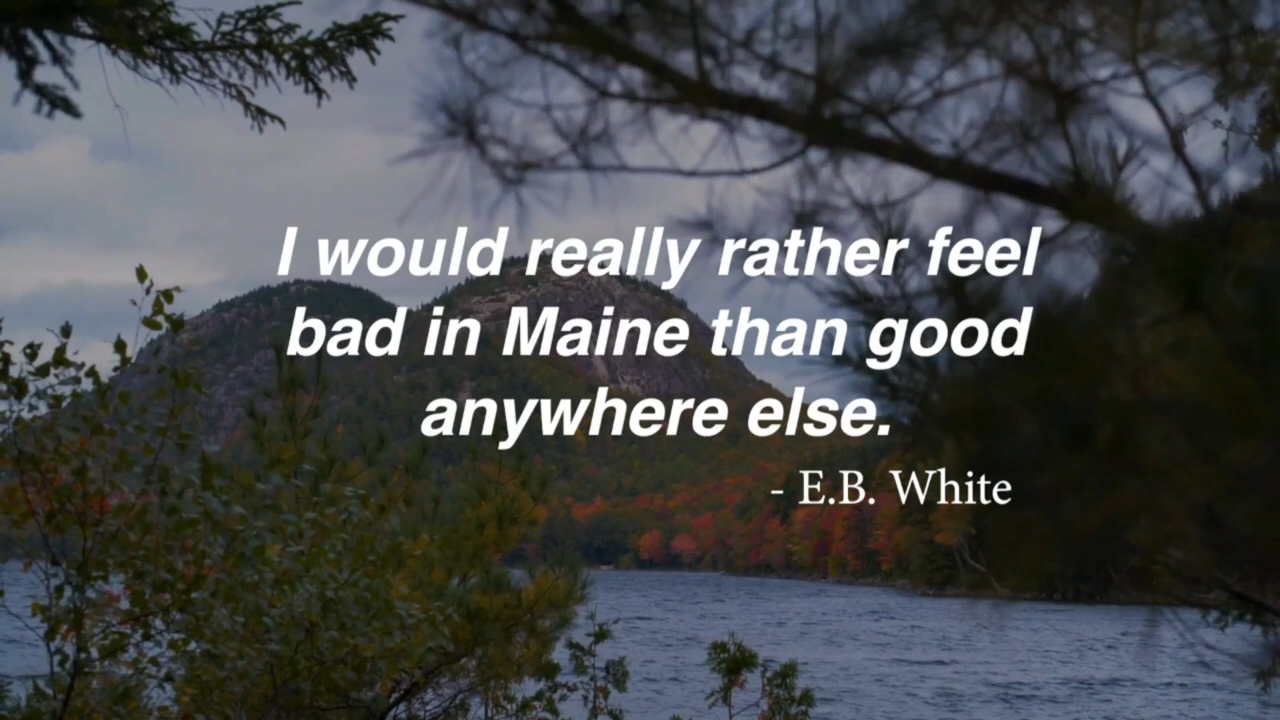 I would really rather feel
bad in Maine than good
anywhere else.
- E.B. White